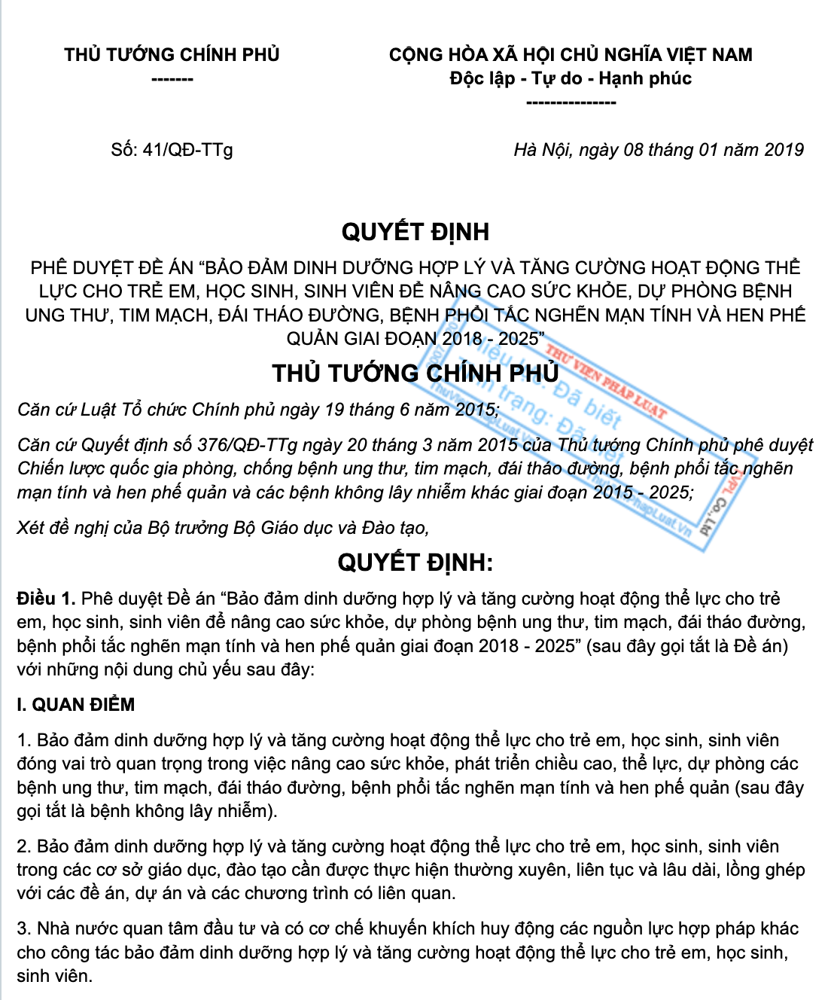 THỦ TƯỚNG CHÍNH PHỦ
-------
CỘNG HÒA XÃ HỘI CHỦ NGHĨA VIỆT NAM
Độc lập - Tự do - Hạnh phúc
---------------
Số: 41/QĐ-TTg
Hà Nội, ngày 08 tháng 01 năm 2019
QUYẾT ĐỊNH
PHÊ DUYỆT ĐỀ ÁN “BẢO ĐẢM DINH DƯỠNG HỢP LÝ VÀ TĂNG CƯỜNG HOẠT ĐỘNG THỂ
LỰC CHO TRẺ EM, HỌC SINH, SINH VIÊN ĐỂ NÂNG CAO SỨC KHỎE, DỰ PHÒNG BỆNH
UNG THƯ, TIM MẠCH, ĐÁI THÁO ĐƯỜNG, BỆNH PHỔI TẮC NGHẼN MẠN TÍNH VÀ HEN PHẾ
QUẢN GIAI ĐOẠN 2018 - 2025”
THỦ TƯỚNG CHÍNH PHỦ
Căn cứ Luật Tổ chức Chính phủ ngày 19 tháng 6 năm 2015;
Căn cứ Quyết định số 376/QĐ-TTg ngày 20 tháng 3 năm 2015 của Thủ tướng Chính phủ phê duyệt
Chiến lược quốc gia phòng, chống bệnh ung thư, tim mạch, đái tháo đường, bệnh phổi tắc nghẽn
mạn tính và hen phế quản và các bệnh không lây nhiễm khác giai đoạn 2015 - 2025;
Xét đề nghị của Bộ trưởng Bộ Giáo dục và Đào tạo,
THƯ VIỆN PHÁP LUẬT
Hiệu lực: Đã biết
Tình trạng: Đã biết
ThuVienPhapLuat.Vn
ThuVienPhapLuat.Vn
TVPL Co.,Ltd
QUYẾT ĐỊNH:
Điều 1. Phê duyệt Đề án “Bảo đảm dinh dưỡng hợp lý và tăng cường hoạt động thể lực cho trẻ
em, học sinh, sinh viên để nâng cao sức khỏe, dự phòng bệnh ung thư, tim mạch, đái tháo đường,
bệnh phổi tắc nghẽn mạn tính và hen phế quản giai đoạn 2018 - 2025” (sau đây gọi tắt là Đề án)
với những nội dung chủ yếu sau đây:
I. QUAN ĐIỂM
1. Bảo đảm dinh dưỡng hợp lý và tăng cường hoạt động thể lực cho trẻ em, học sinh, sinh viên
đóng vai trò quan trọng trong việc nâng cao sức khỏe, phát triển chiều cao, thể lực, dự phòng các
bệnh ung thư, tim mạch, đái tháo đường, bệnh phổi tắc nghẽn mạn tính và hen phế quản (sau đây
gọi tắt là bệnh không lây nhiễm).
2. Bảo đảm dinh dưỡng hợp lý và tăng cường hoạt động thể lực cho trẻ em, học sinh, sinh viên
trong các cơ sở giáo dục, đào tạo cần được thực hiện thường xuyên, liên tục và lâu dài, lồng ghép
với các đề án, dự án và các chương trình có liên quan.
3. Nhà nước quan tâm đầu tư và có cơ chế khuyến khích huy động các nguồn lực hợp pháp khác
cho công tác bảo đảm dinh dưỡng hợp lý và tăng cường hoạt động thể lực cho trẻ em, học sinh,
sinh viên.